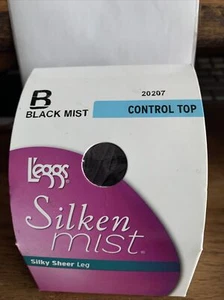 B
20207
BLACK MIST
CONTROL TOP
L'eggs
Silken
mist
Silky Sheer Leg